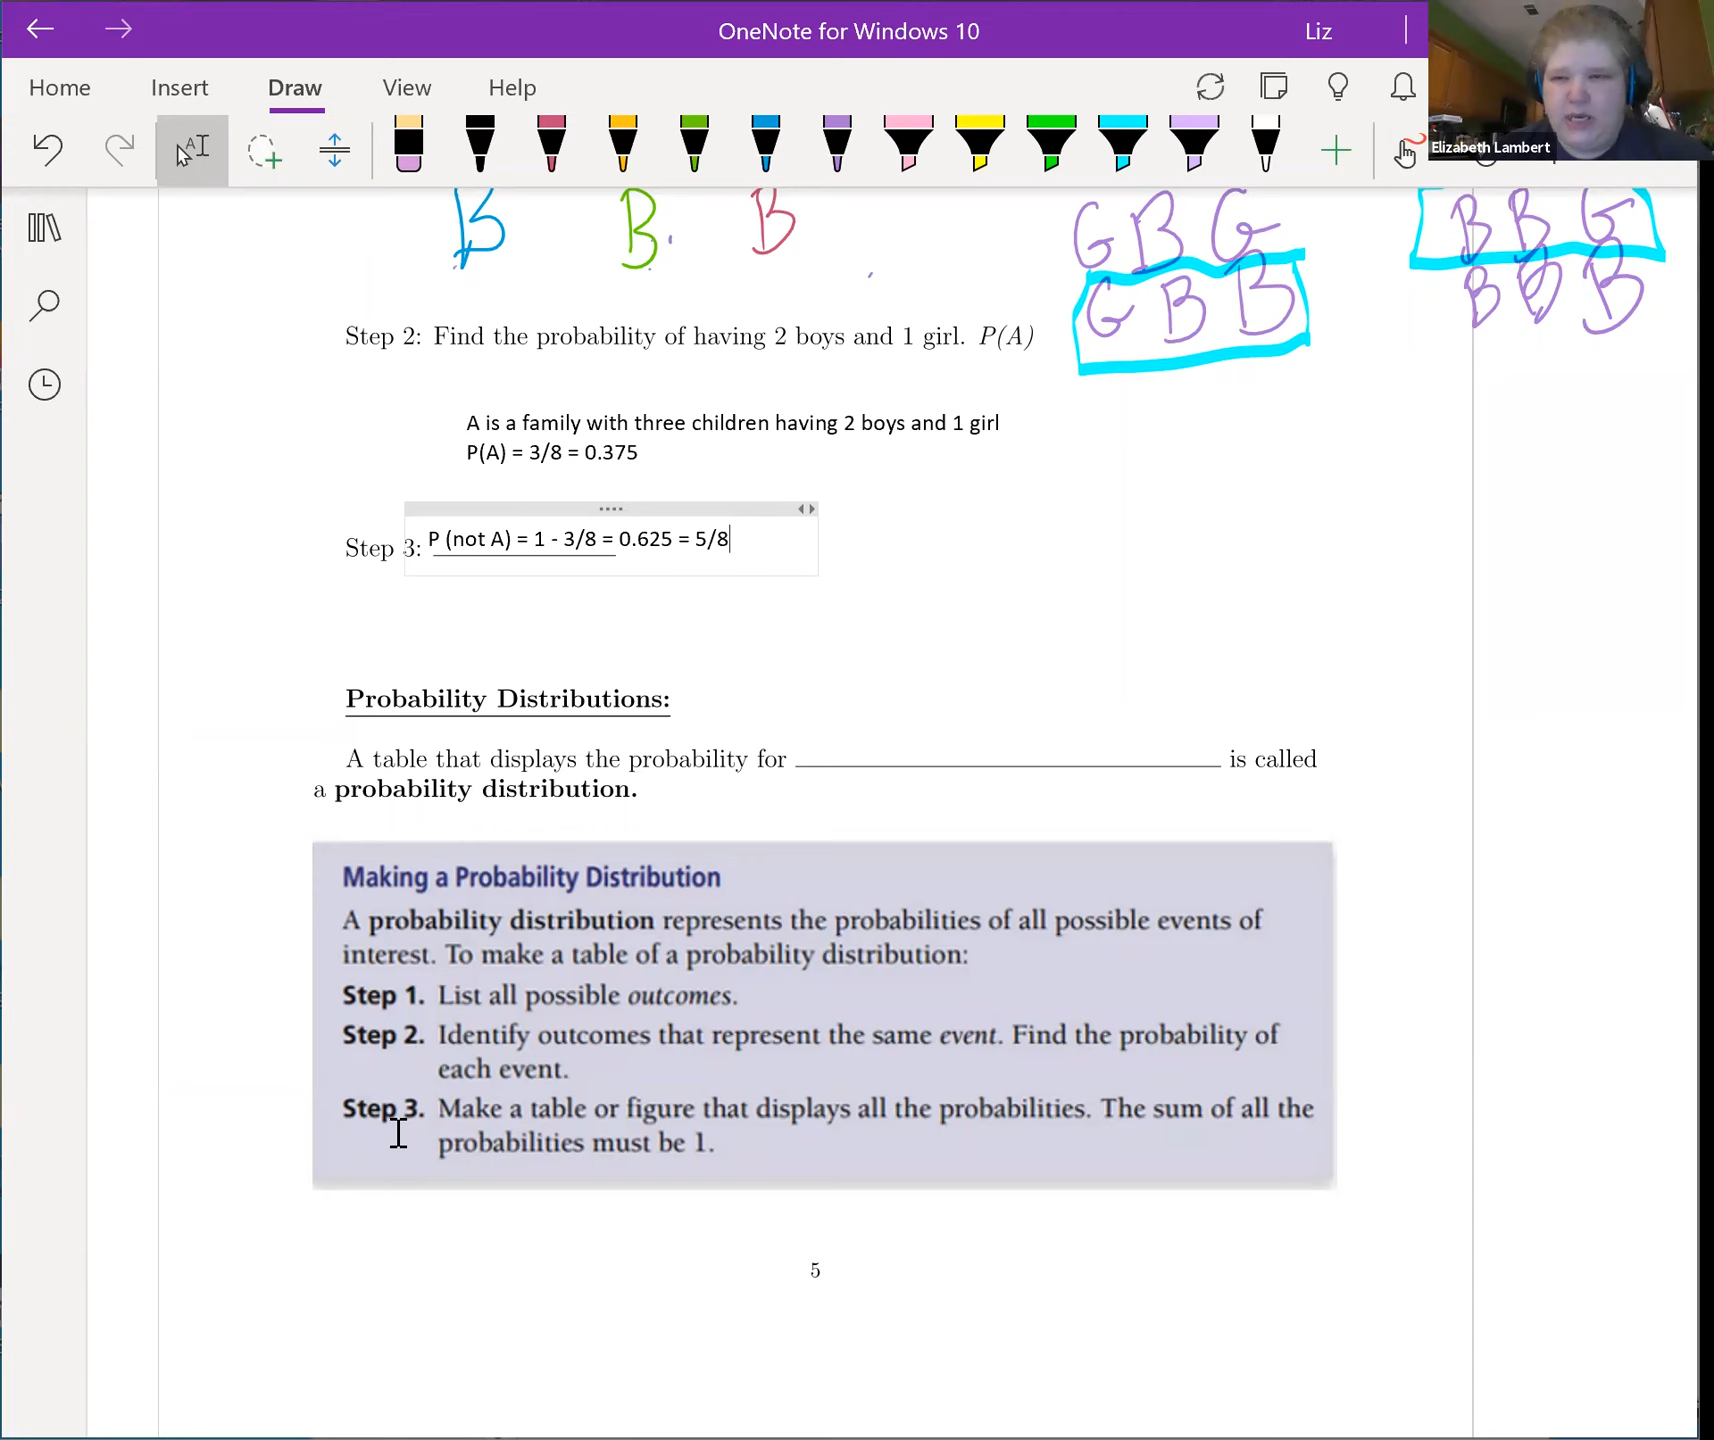 OneNote for Windows 10
Liz
Home Insert Draw View Help
Elizabeth Lambert
B B B
G B G
B B G
G B B
B B B
Step 2: Find the probability of having 2 boys and 1 girl. P(A)
A is a family with three children having 2 boys and 1 girl
P(A) = 3/8 = 0.375
Step 3: P (not A) = 1 - 3/8 = 0.625 = 5/8
Probability Distributions:
A table that displays the probability for ______________________________ is called
a probability distribution.
Making a Probability Distribution
A probability distribution represents the probabilities of all possible events of
interest. To make a table of a probability distribution:
Step 1. List all possible outcomes.
Step 2. Identify outcomes that represent the same event. Find the probability of
each event.
Step 3. Make a table or figure that displays all the probabilities. The sum of all the
probabilities must be 1.
5